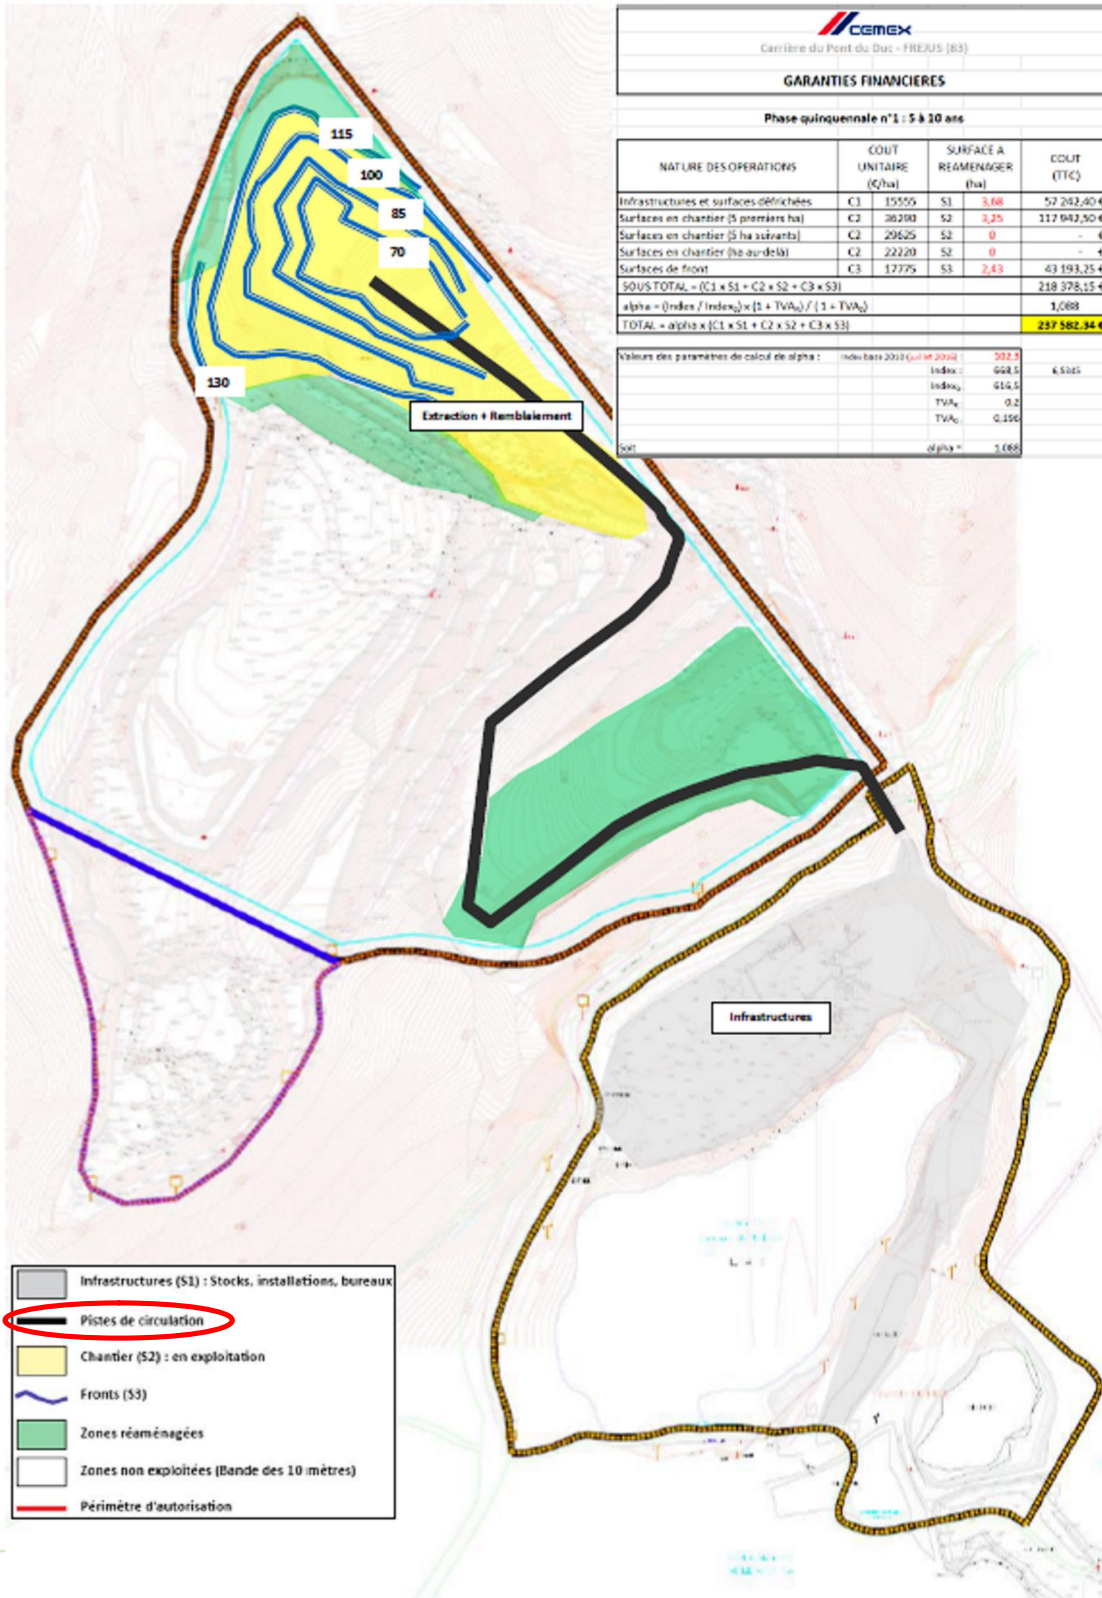 CEMEX
Carrière du Pont du Duc - FREJUS (83)
GARANTIES FINANCIERES
Phase quinquennale n°1 : 5 à 10 ans
NATURE DES OPERATIONS COUT UNITAIRE (€/ha) SURFACE A REAMENAGER (ha) COUT (TTC)
Infrastructures et surfaces défrichées C1 15555 S1 3,68 57 242,40 €
Surfaces en chantier (5 premiers ha) C2 36290 S2 3,25 117 942,50 €
Surfaces en chantier (5 ha suivants) C2 29625 S2 0 - €
Surfaces en chantier (ha au-delà) C2 22220 S2 0 - €
Surfaces de front C3 17775 S3 2,43 43 193,25 €
SOUS TOTAL = (C1 x S1 + C2 x S2 + C3 x S3) 218 378,15 €
alpha = (Index / Index0) x (1 + TVAR) / (1 + TVA0) 1,088
TOTAL = alpha x (C1 x S1 + C2 x S2 + C3 x S3) 237 582,34 €
Valeurs des paramètres de calcul de alpha : Index base 2010 (juillet 2016) : 102,3
Index : 668,5 6,5345
Index0 616,5
TVAR 0,2
TVA0 0,196
Soit alpha = 1,088
115
100
85
70
130
Extraction + Remblaiement
Infrastructures
Infrastructures (S1) : Stocks, installations, bureaux
Pistes de circulation
Chantier (S2) : en exploitation
Fronts (S3)
Zones réaménagées
Zones non exploitées (Bande des 10 mètres)
Périmètre d'autorisation